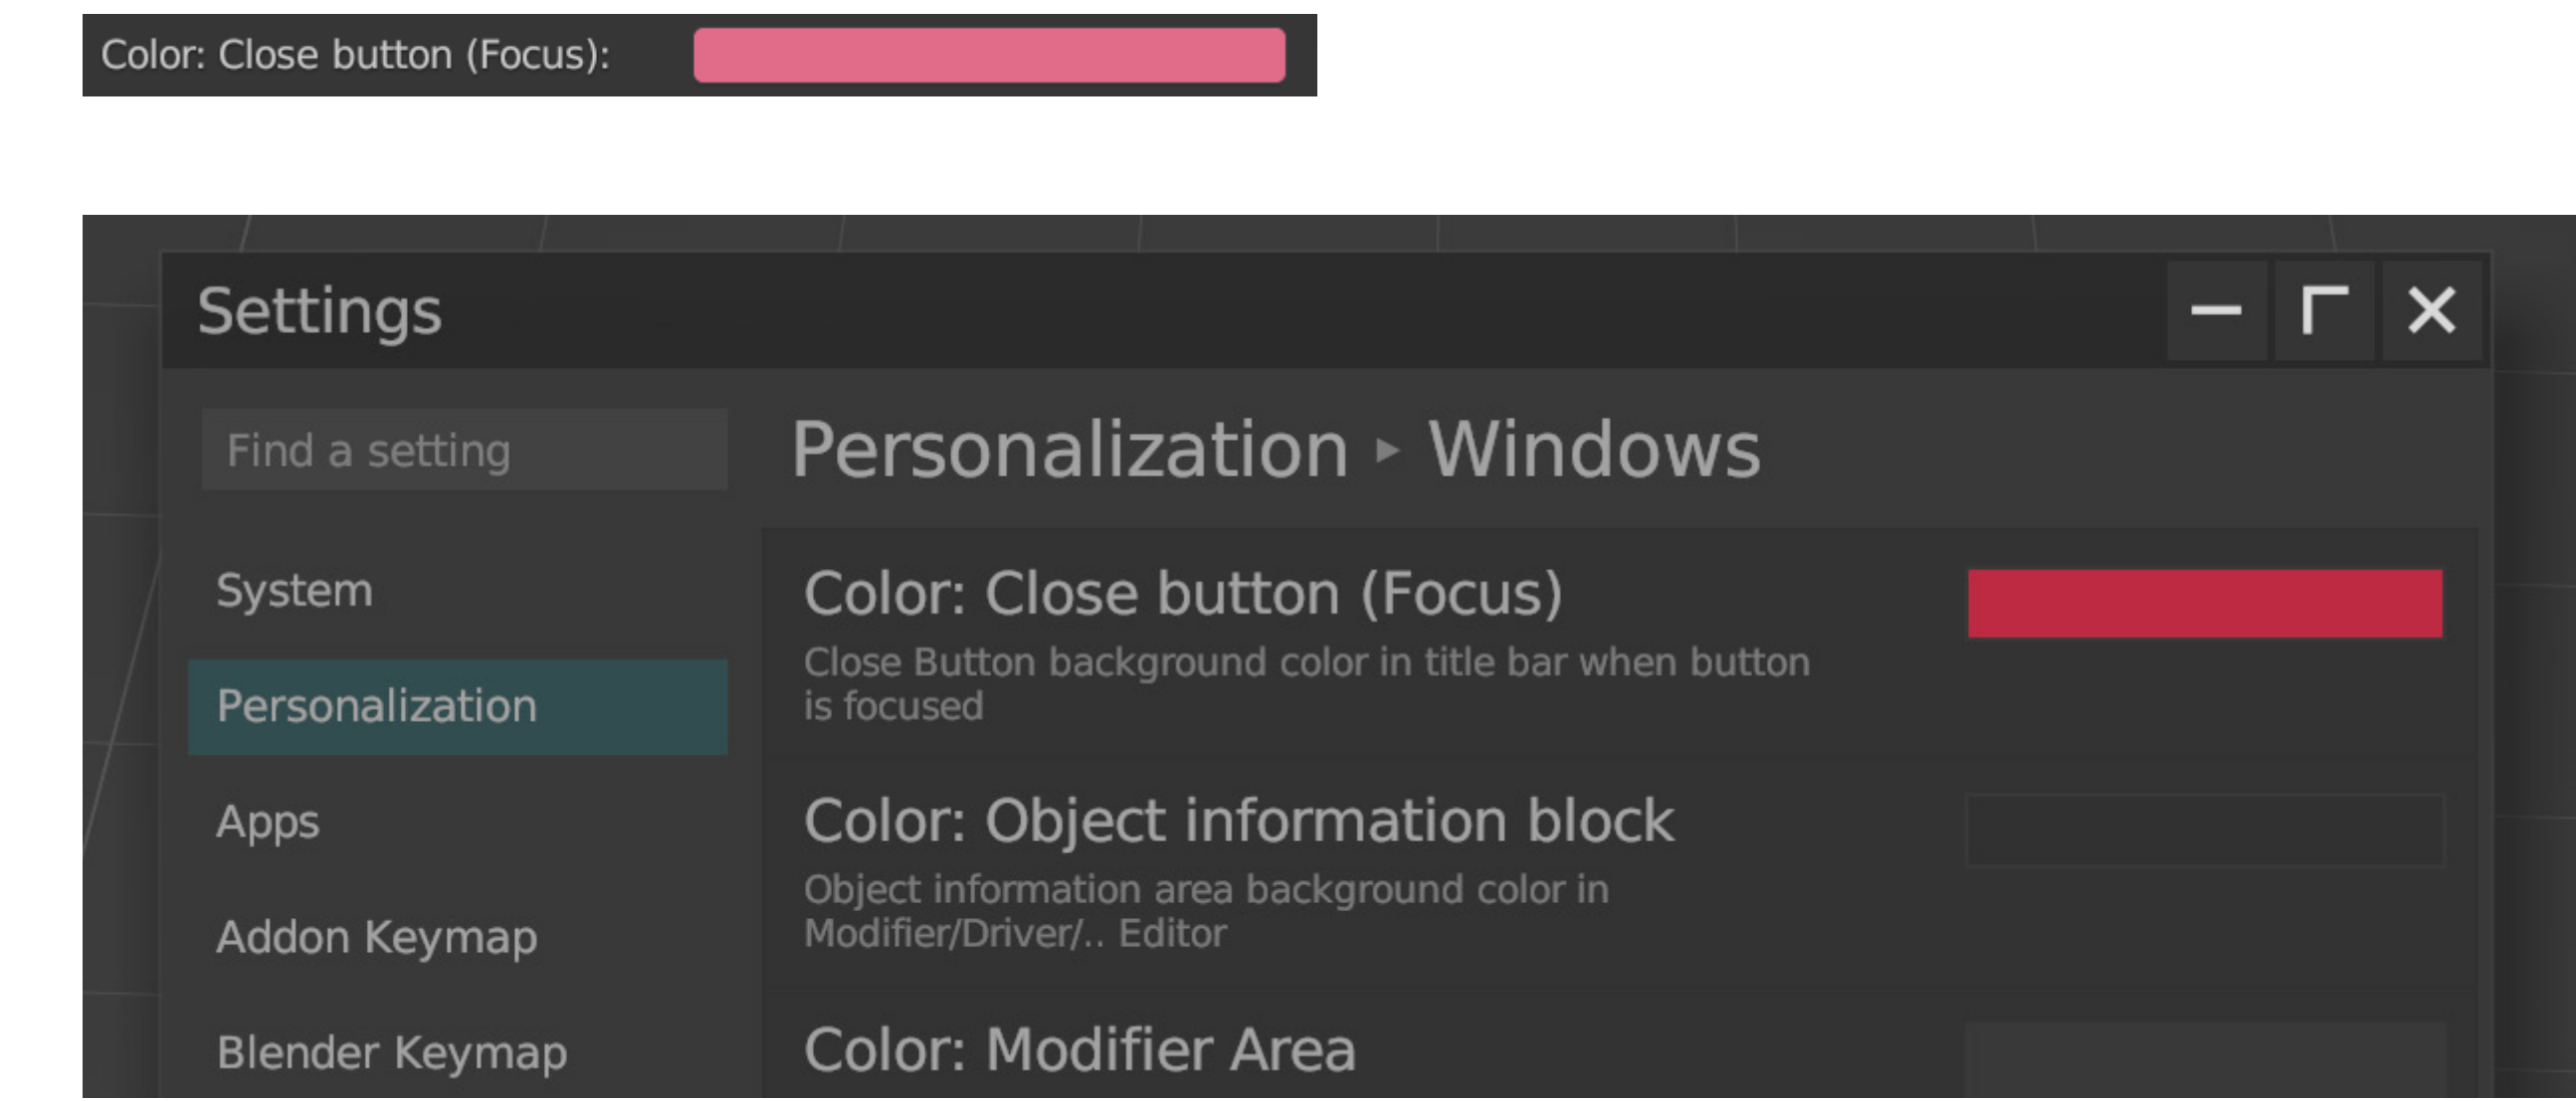 Color: Close button (Focus):
Settings
Find a setting
Personalization ▸ Windows
System
Personalization
Apps
Addon Keymap
Blender Keymap
Color: Close button (Focus)
Close Button background color in title bar when button
is focused
Color: Object information block
Object information area background color in
Modifier/Driver/.. Editor
Color: Modifier Area